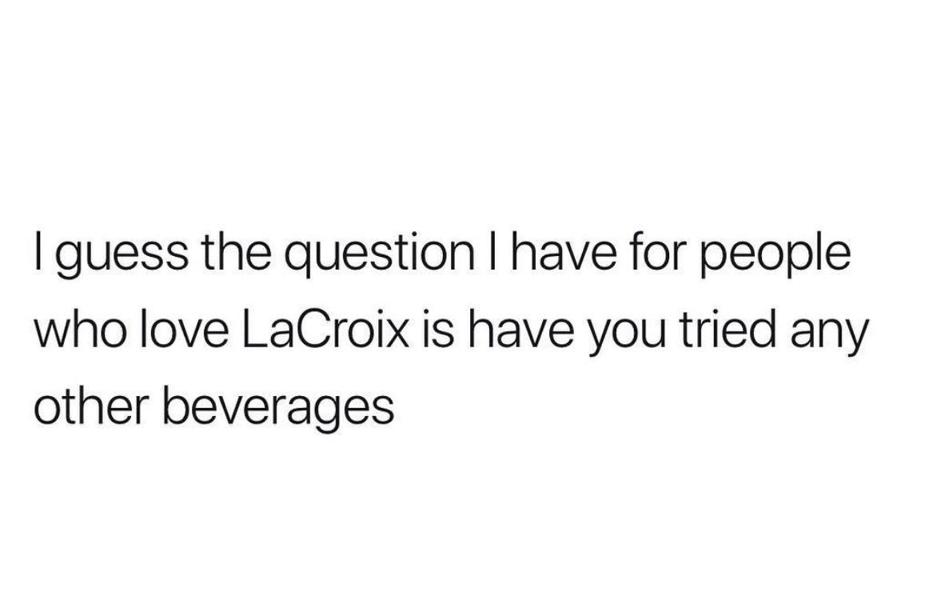 I guess the question I have for people
who love LaCroix is have you tried any
other beverages